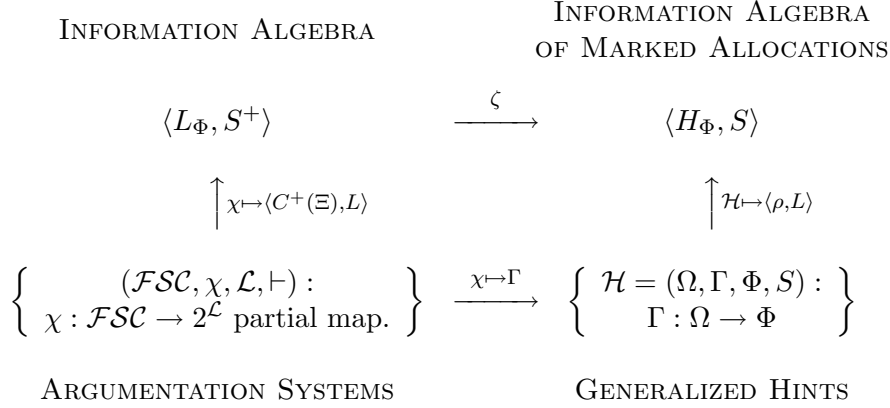 INFORMATION ALGEBRA
INFORMATION ALGEBRA
OF MARKED ALLOCATIONS
⟨L_Φ, S⁺⟩
ζ
⟨H_Φ, S⟩
χ↦⟨C⁺(Ξ),L⟩
ℋ↦⟨ρ,L⟩
{ (ℱ𝒮𝒞, χ, ℒ, ⊢) :
χ : ℱ𝒮𝒞 → 2^ℒ partial map. }
χ↦Γ
{ ℋ = (Ω, Γ, Φ, S) :
Γ : Ω → Φ }
ARGUMENTATION SYSTEMS
GENERALIZED HINTS